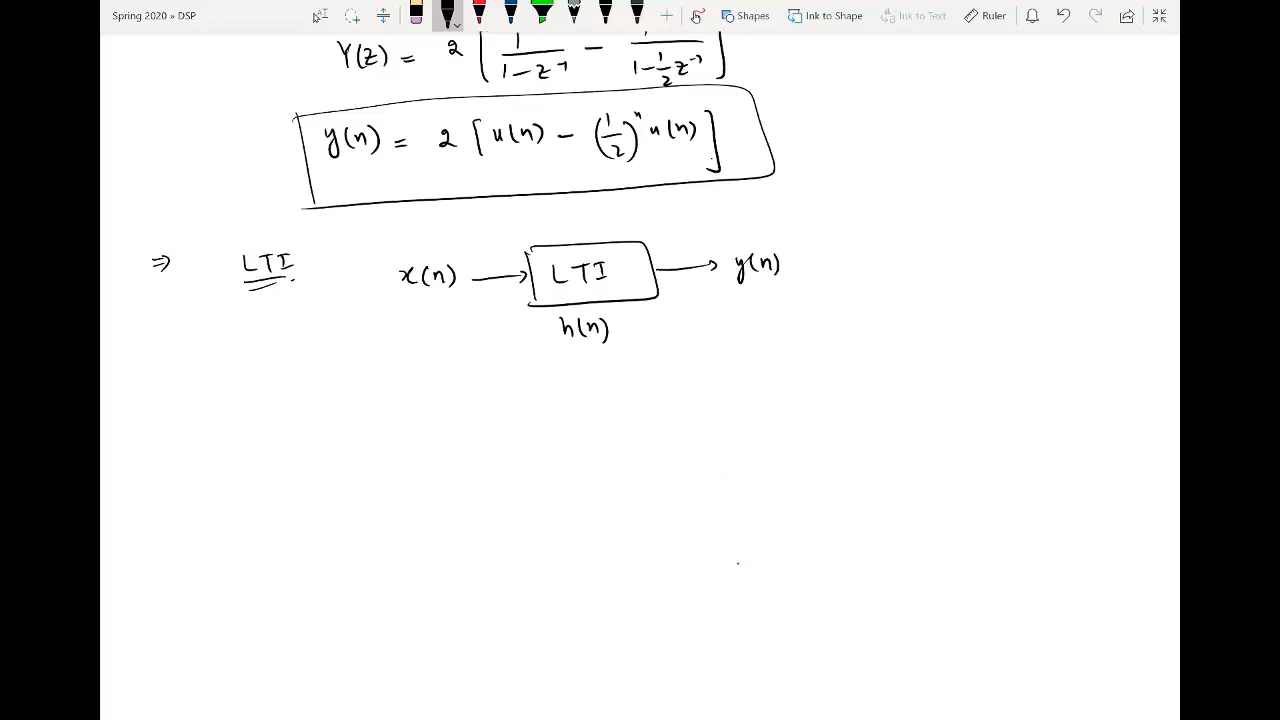 Spring 2020 » DSP Shapes Ink to Shape Ink to Text Ruler
Y(z) = 2 [ 1/(1-z⁻¹) - 1/(1-½z⁻¹) ]
y(n) = 2 [ u(n) - (½)ⁿ u(n) ]
⇒ LTI x(n) → LTI → y(n)
h(n)